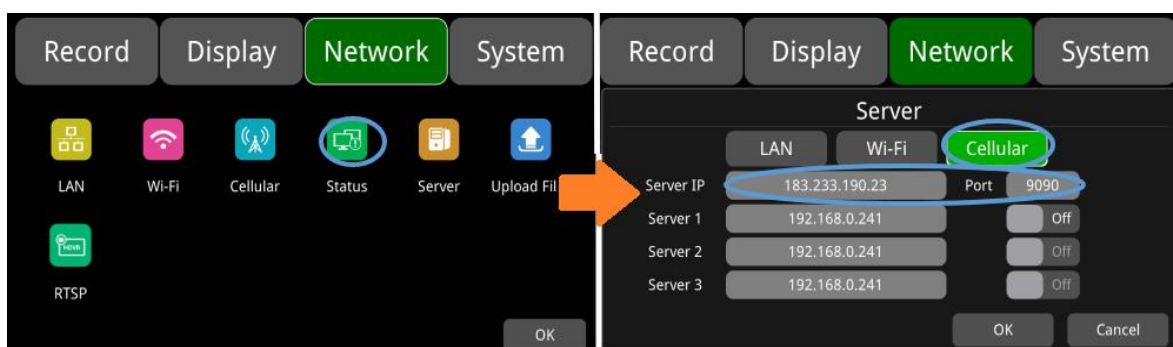 Record Display Network System
LAN Wi-Fi Cellular Status Server Upload Fil
RTSP
OK
Record Display Network System
Server
LAN Wi-Fi Cellular
Server IP 183.233.190.23 Port 9090
Server 1 192.168.0.241 Off
Server 2 192.168.0.241 Off
Server 3 192.168.0.241 Off
OK Cancel